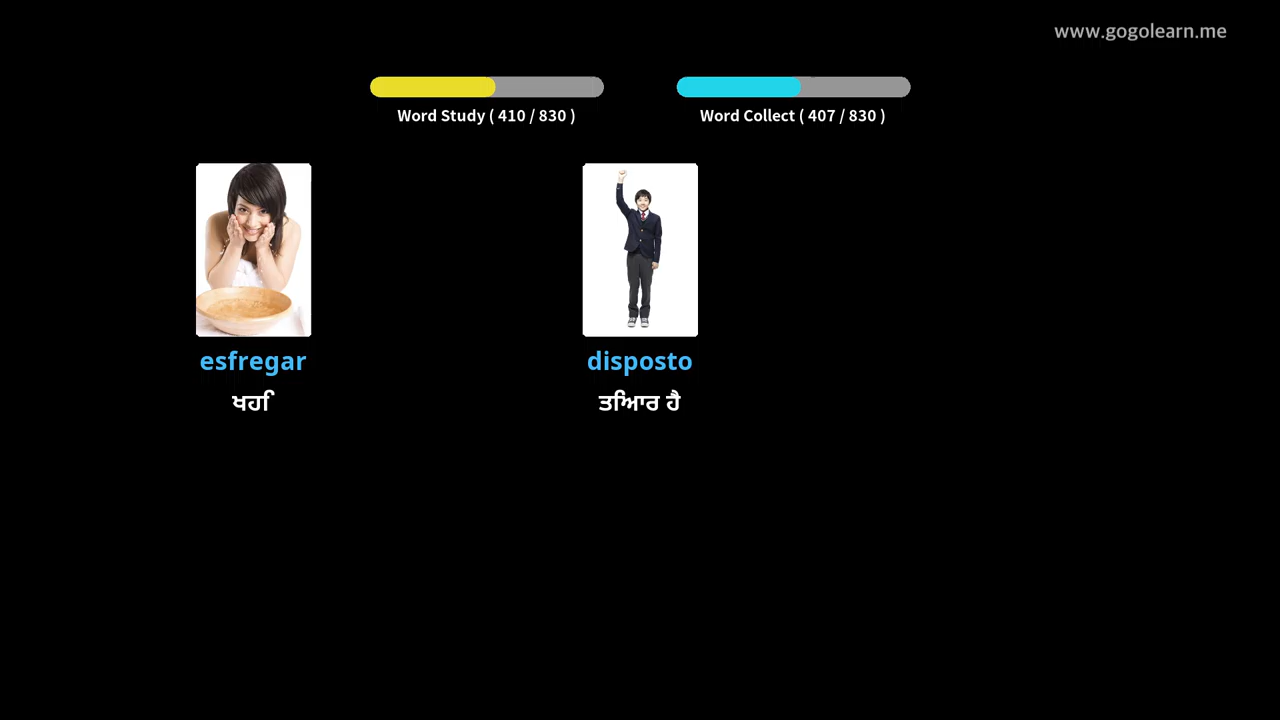 www.gogolearn.me
Word Study ( 410 / 830 )
Word Collect ( 407 / 830 )
esfregar
disposto
ਖਹਿ
ਤਿਆਰ ਹੈ